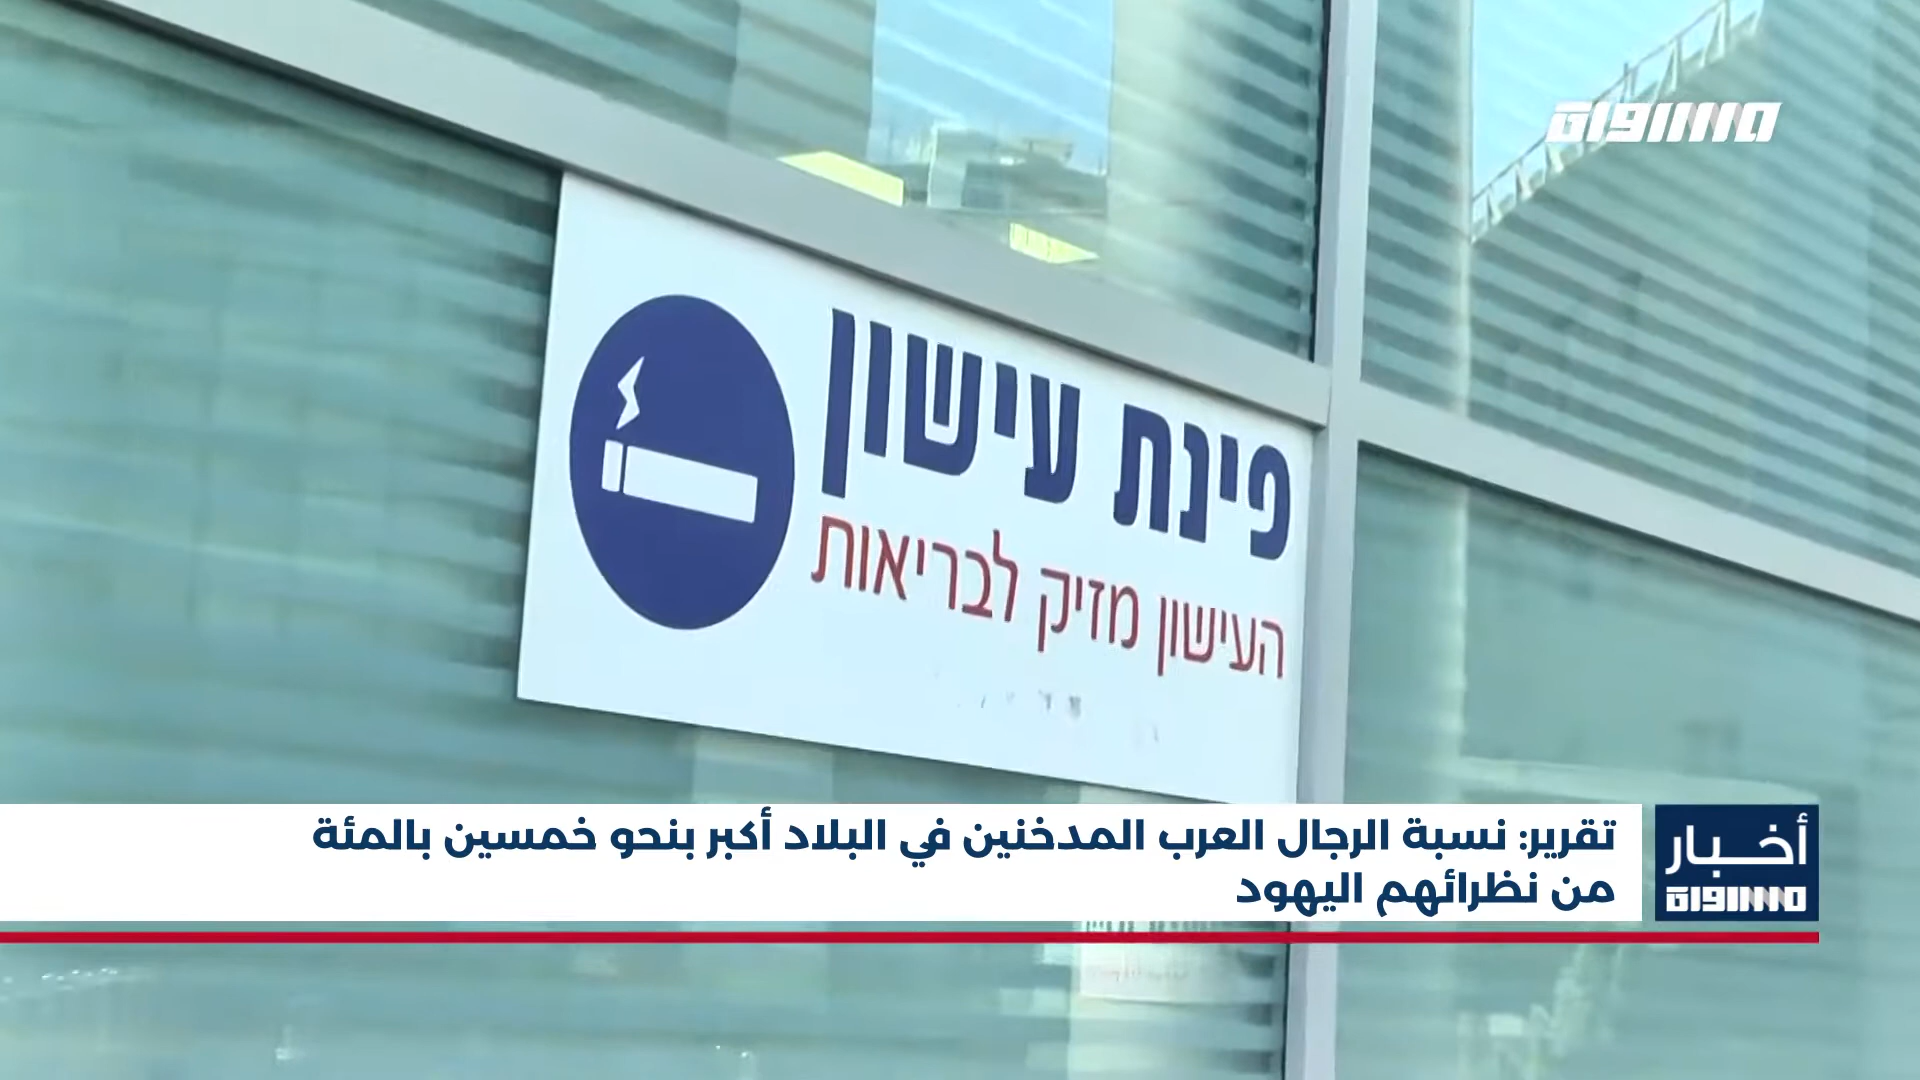 مساواة
פינת עישון
העישון מזיק לבריאות
تقرير: نسبة الرجال العرب المدخنين في البلاد أكبر بنحو خمسين بالمئة
من نظرائهم اليهود
أخبار
مساواة